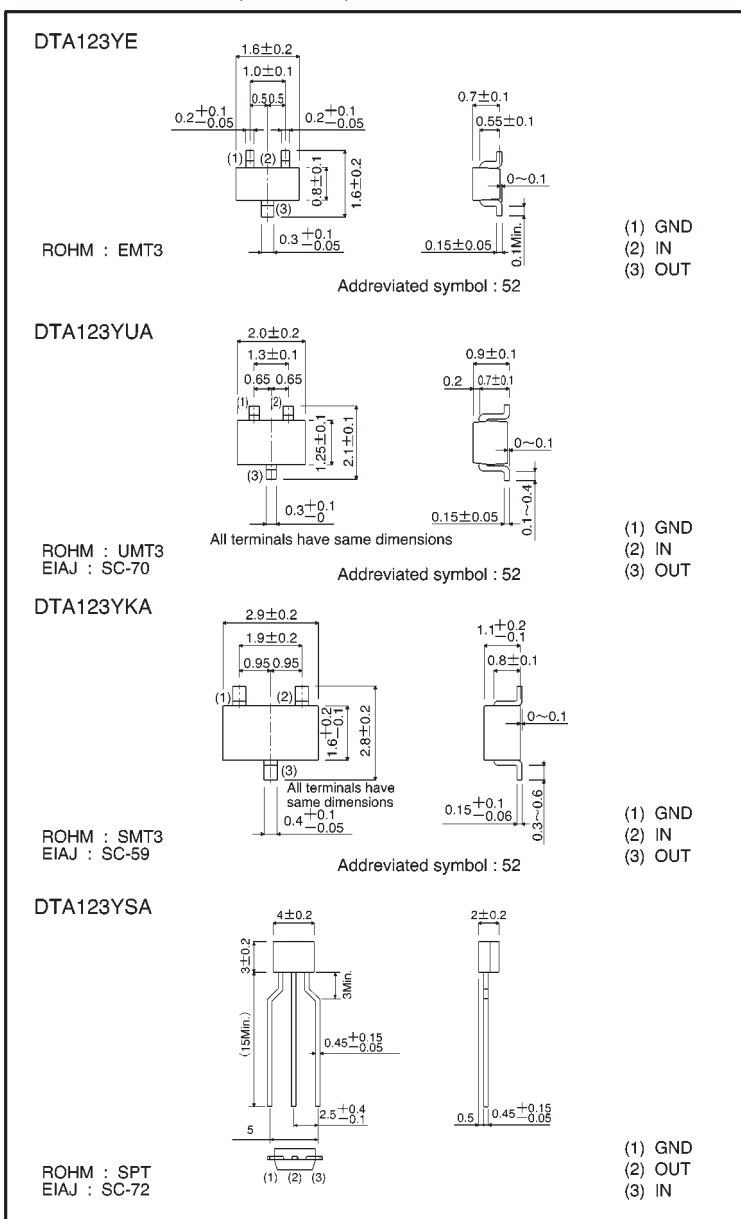 DTA123YE
1.6±0.2
1.0±0.1
0.5 0.5
0.2+0.1 −0.05
0.2+0.1 −0.05
(1) (2)
(3)
0.8±0.1
1.6±0.2
0.3+0.1 −0.05
0.7±0.1
0.55±0.1
0~0.1
0.15±0.05
0.1Min.
ROHM : EMT3
Addreviated symbol : 52
(1) GND
(2) IN
(3) OUT
DTA123YUA
2.0±0.2
1.3±0.1
0.65 0.65
(1) (2)
(3)
1.25±0.1
2.1±0.1
0.3+0.1 −0
All terminals have same dimensions
0.9±0.1
0.2 0.7±0.1
0~0.1
0.15±0.05
0.1~0.4
ROHM : UMT3
EIAJ : SC-70
Addreviated symbol : 52
(1) GND
(2) IN
(3) OUT
DTA123YKA
2.9±0.2
1.9±0.2
0.95 0.95
(1) (2)
(3)
1.6+0.2 −0.1
2.8±0.2
All terminals have
same dimensions
0.4+0.1 −0.05
1.1+0.2 −0.1
0.8±0.1
0~0.1
0.15+0.1 −0.06
0.3~0.6
ROHM : SMT3
EIAJ : SC-59
Addreviated symbol : 52
(1) GND
(2) IN
(3) OUT
DTA123YSA
4±0.2
3±0.2
(15Min.)
3Min.
0.45+0.15 −0.05
2.5+0.4 −0.1
5
(1) (2) (3)
2±0.2
0.5 0.45+0.15 −0.05
ROHM : SPT
EIAJ : SC-72
(1) GND
(2) OUT
(3) IN